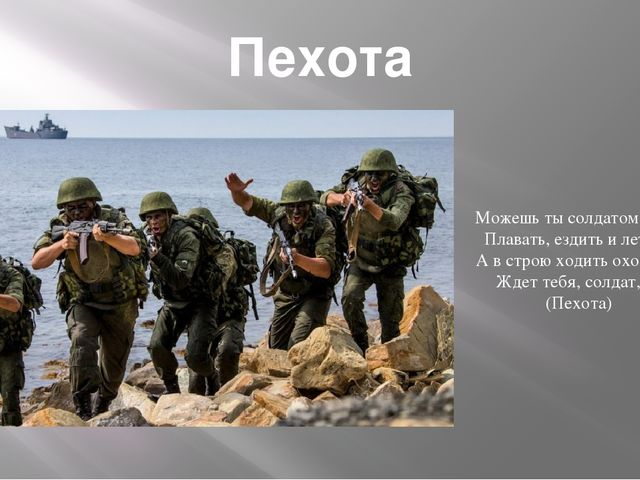 Пехота
Можешь ты солдатом
Плавать, ездить и
А в строю ходить
Ждет тебя, солдат,
(Пехота)